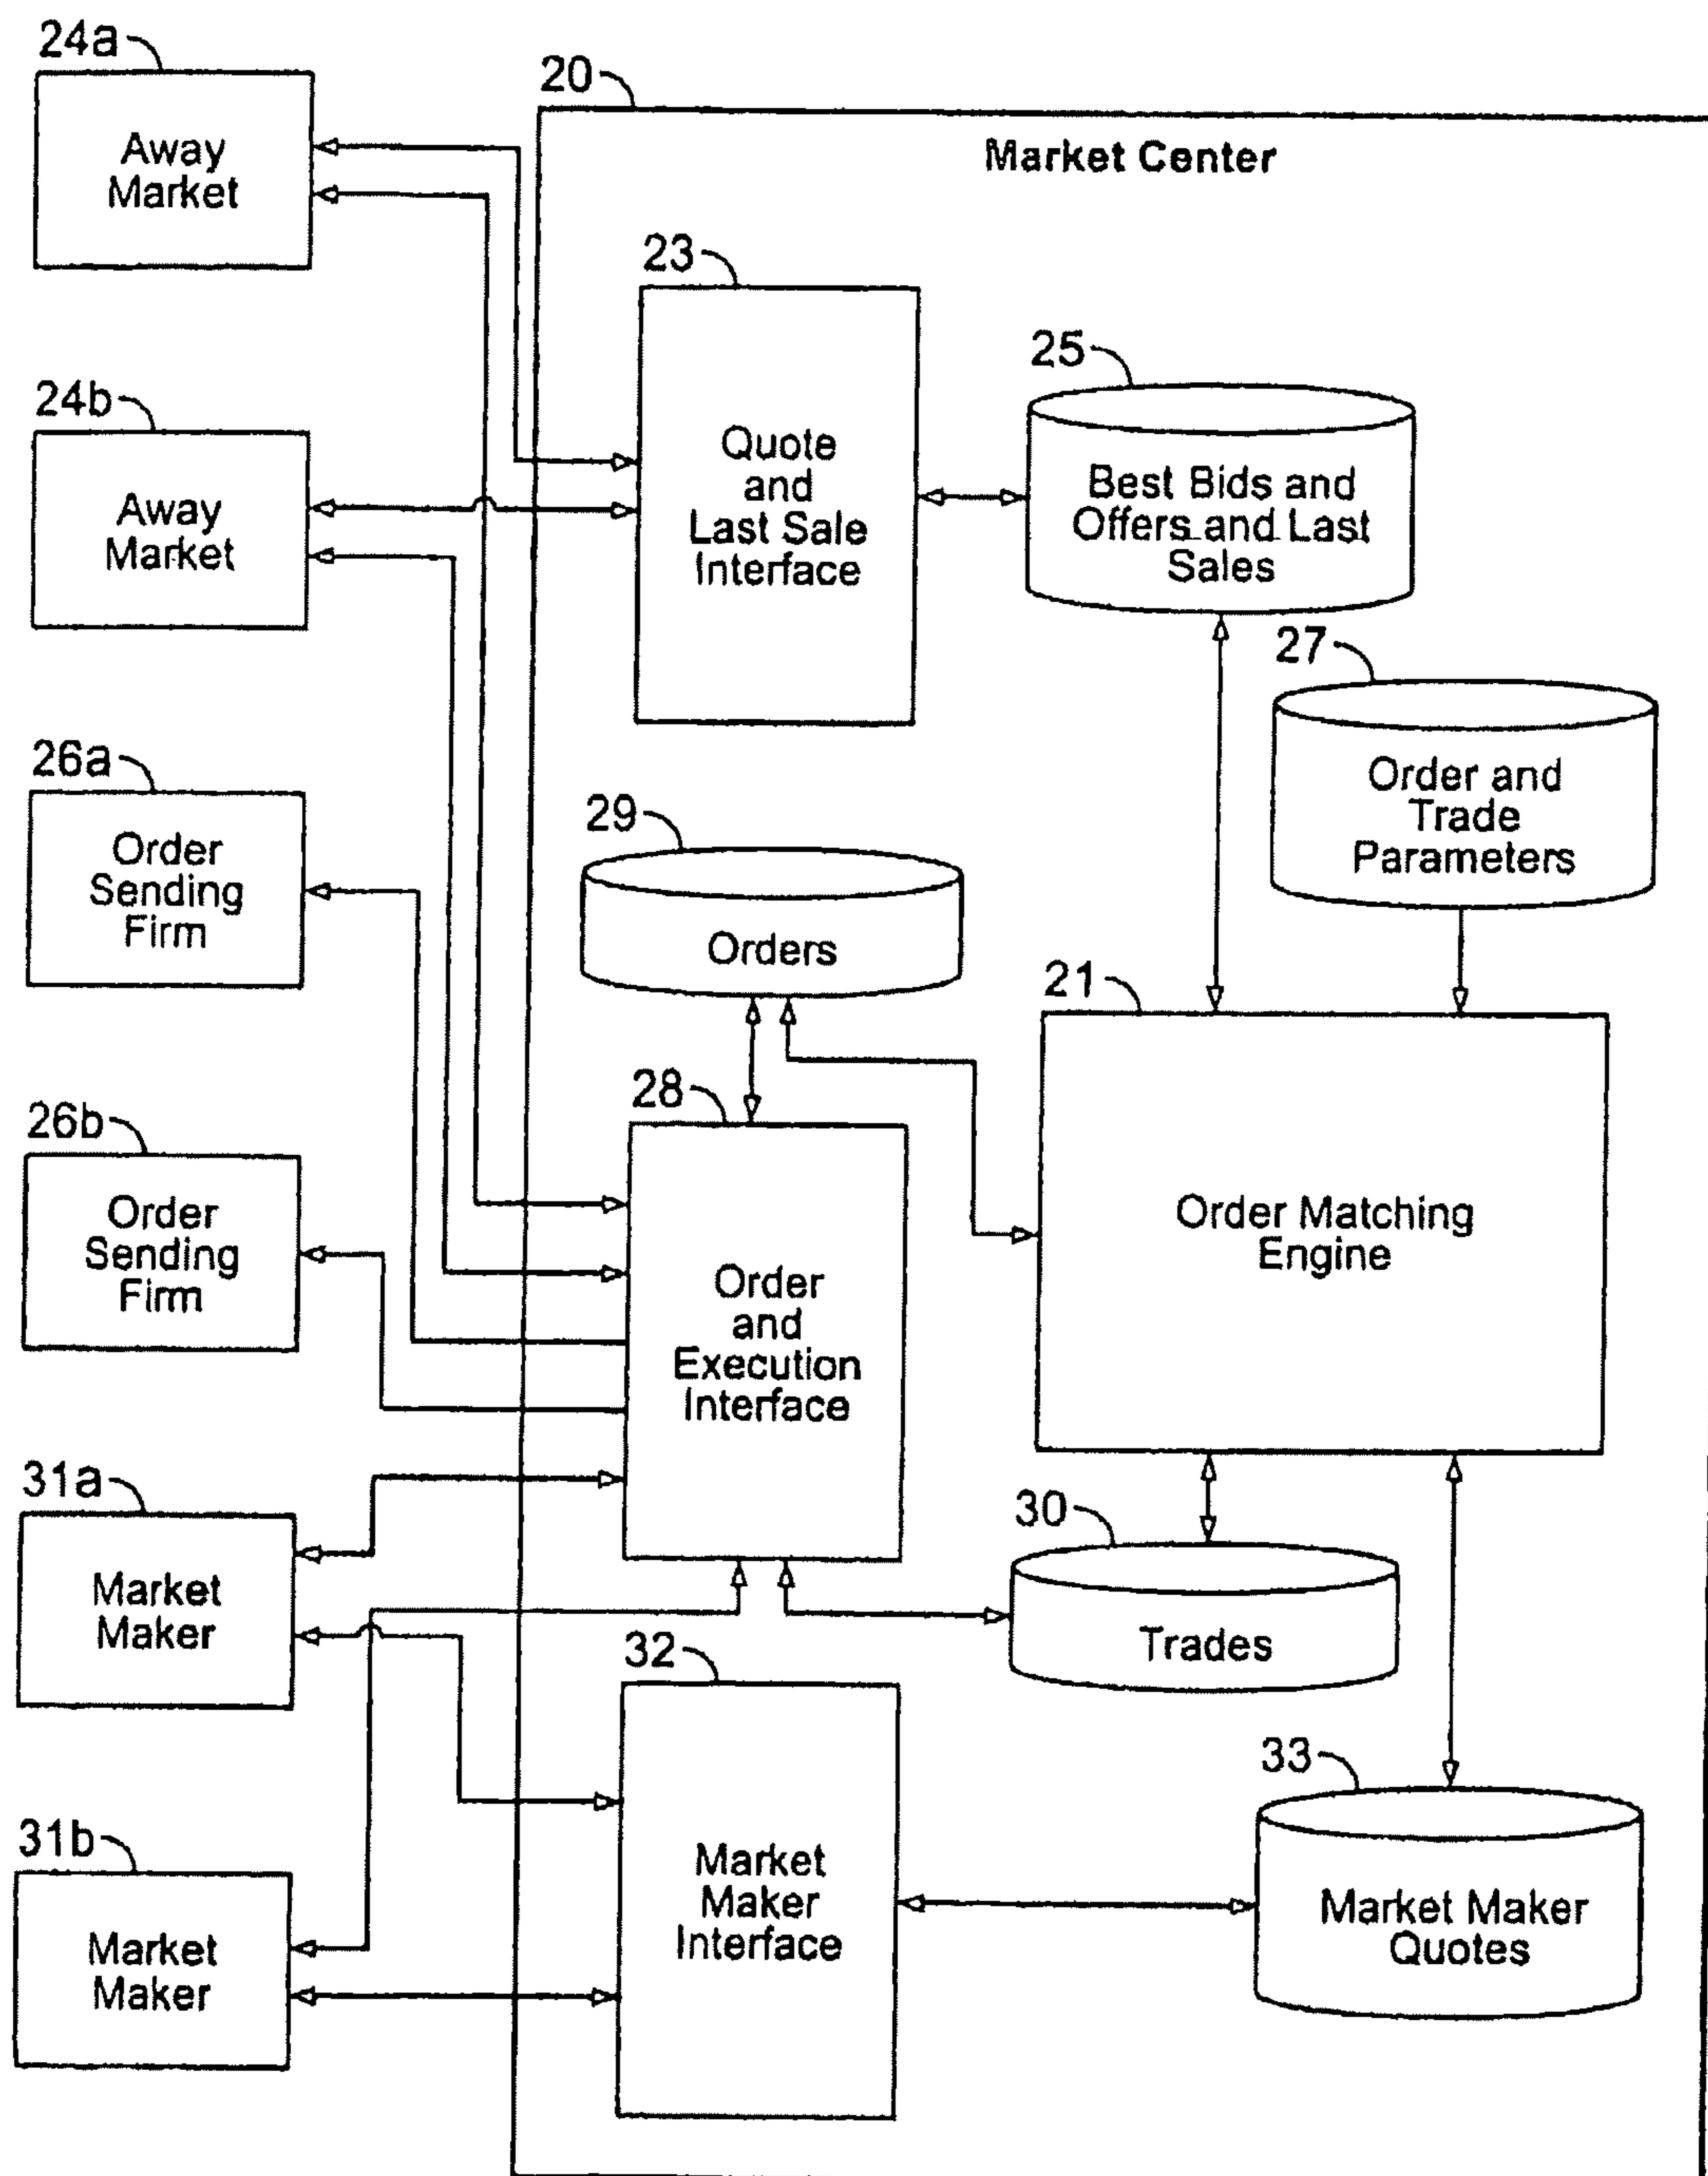 24a
Away
Market
20
Market Center
23
Quote
and
Last Sale
Interface
25
Best Bids and
Offers and Last
Sales
24b
Away
Market
27
Order and
Trade
Parameters
26a
Order
Sending
Firm
29
Orders
21
Order Matching
Engine
28
Order
and
Execution
Interface
26b
Order
Sending
Firm
31a
Market
Maker
30
Trades
32
Market
Maker
Interface
33
Market Maker
Quotes
31b
Market
Maker